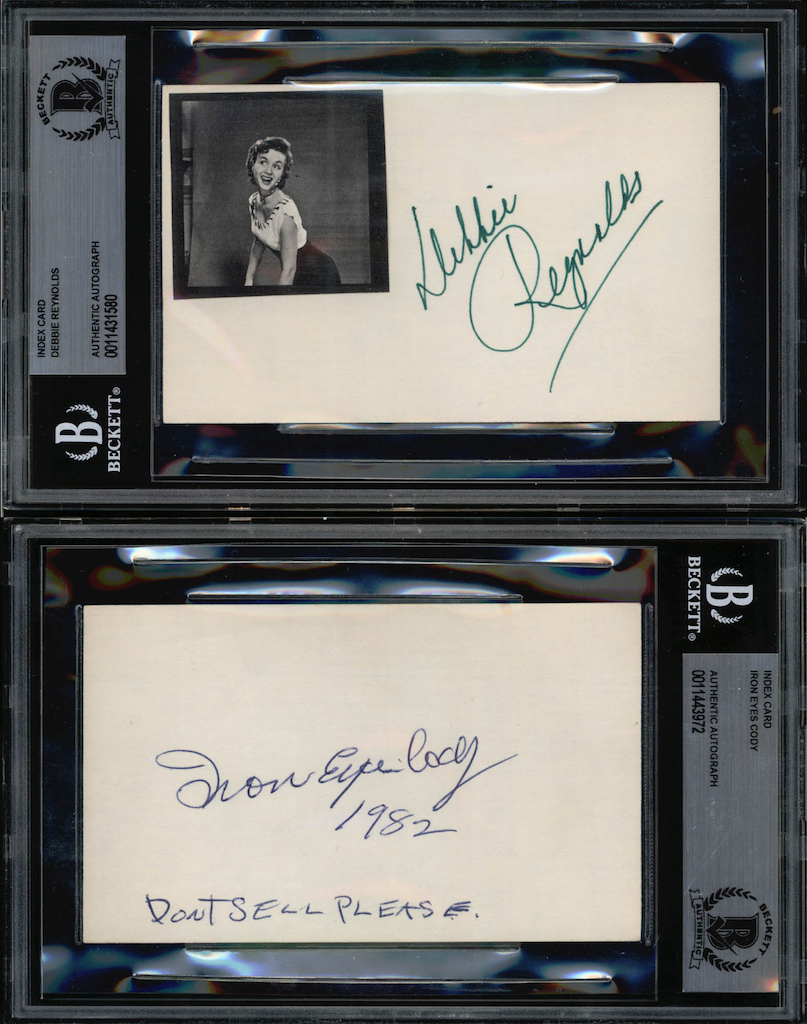 BECKETT
B
AUTHENTIC
INDEX CARD
DEBBIE REYNOLDS
AUTHENTIC AUTOGRAPH
0011431580
B
BECKETT®
Debbie
Reynolds
B
BECKETT®
INDEX CARD
IRON EYES CODY
AUTHENTIC AUTOGRAPH
0011443972
BECKETT
B
AUTHENTIC
Iron Eyes Cody
1982
DONT SELL PLEASE.